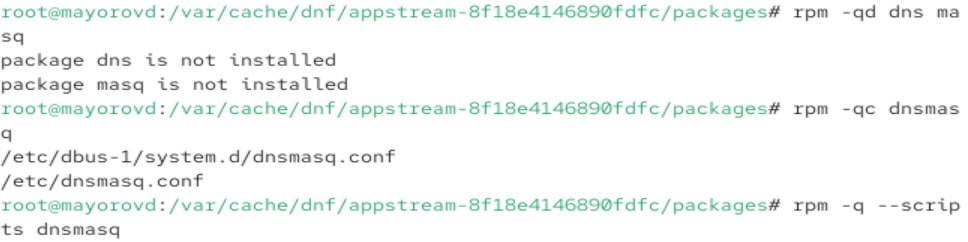 root@mayorovd:/var/cache/dnf/appstream-8f18e4146890fdfc/packages# rpm -qd dns ma
sq
package dns is not installed
package masq is not installed
root@mayorovd:/var/cache/dnf/appstream-8f18e4146890fdfc/packages# rpm -qc dnsmas
q
/etc/dbus-1/system.d/dnsmasq.conf
/etc/dnsmasq.conf
root@mayorovd:/var/cache/dnf/appstream-8f18e4146890fdfc/packages# rpm -q --scrip
ts dnsmasq